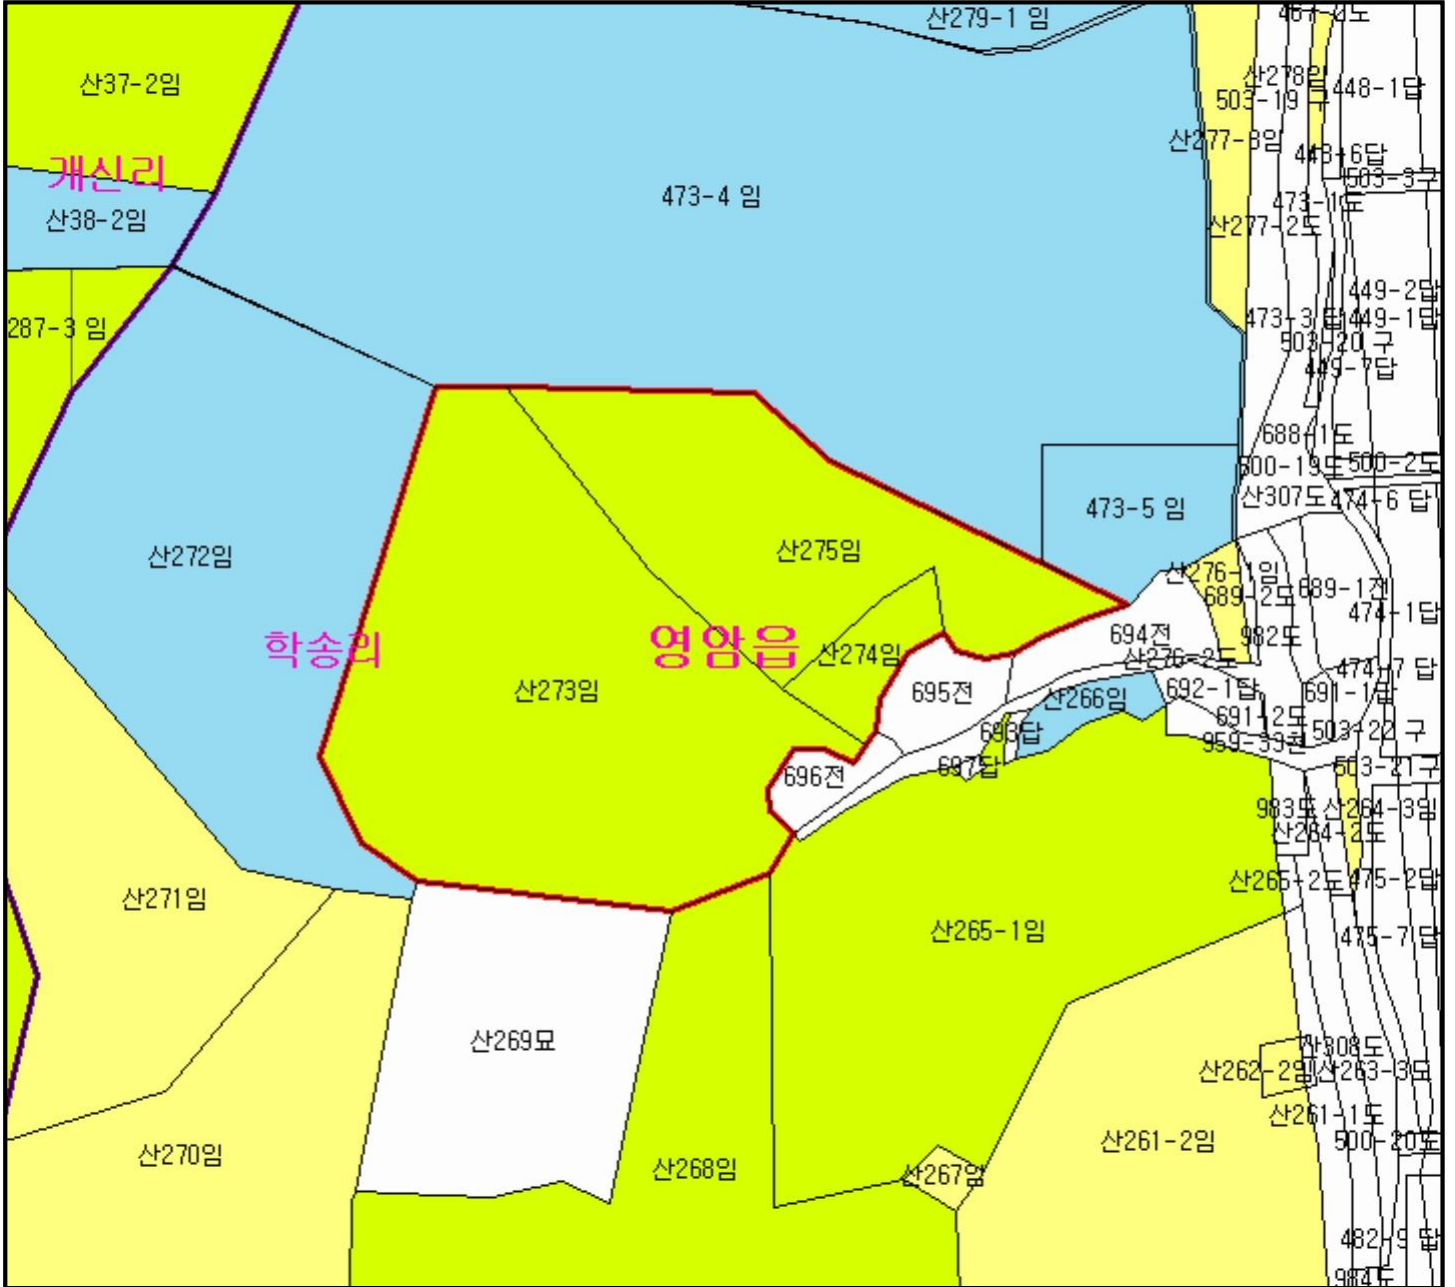 산279-1 임
산37-2임
산278임
448-1답
503-19 구
산277-8임
448-6답
503-3구
개신리
473-4 임
473-1도
산38-2임
산277-2도
449-2답
287-3 임
473-3 답
449-1답
503-20 구
449-7답
688-1도
500-19도
500-2도
산307도
474-6 답
473-5 임
산272임
산275임
산276-1임
689-1전
689-2도
474-1답
694전
982도
학송리
영암읍
산274임
산276-2도
474-7 답
산273임
695전
산266임
692-1답
691-1답
691-2도
693답
503-22 구
959-33전
697답
503-21구
696전
983도
산264-3임
산264-2도
산265-2도
475-2답
산271임
산265-1임
475-7답
산269묘
산308도
산262-2임
산263-3도
산261-1도
산270임
산268임
산267임
산261-2임
500-20도
482-9 답
984도